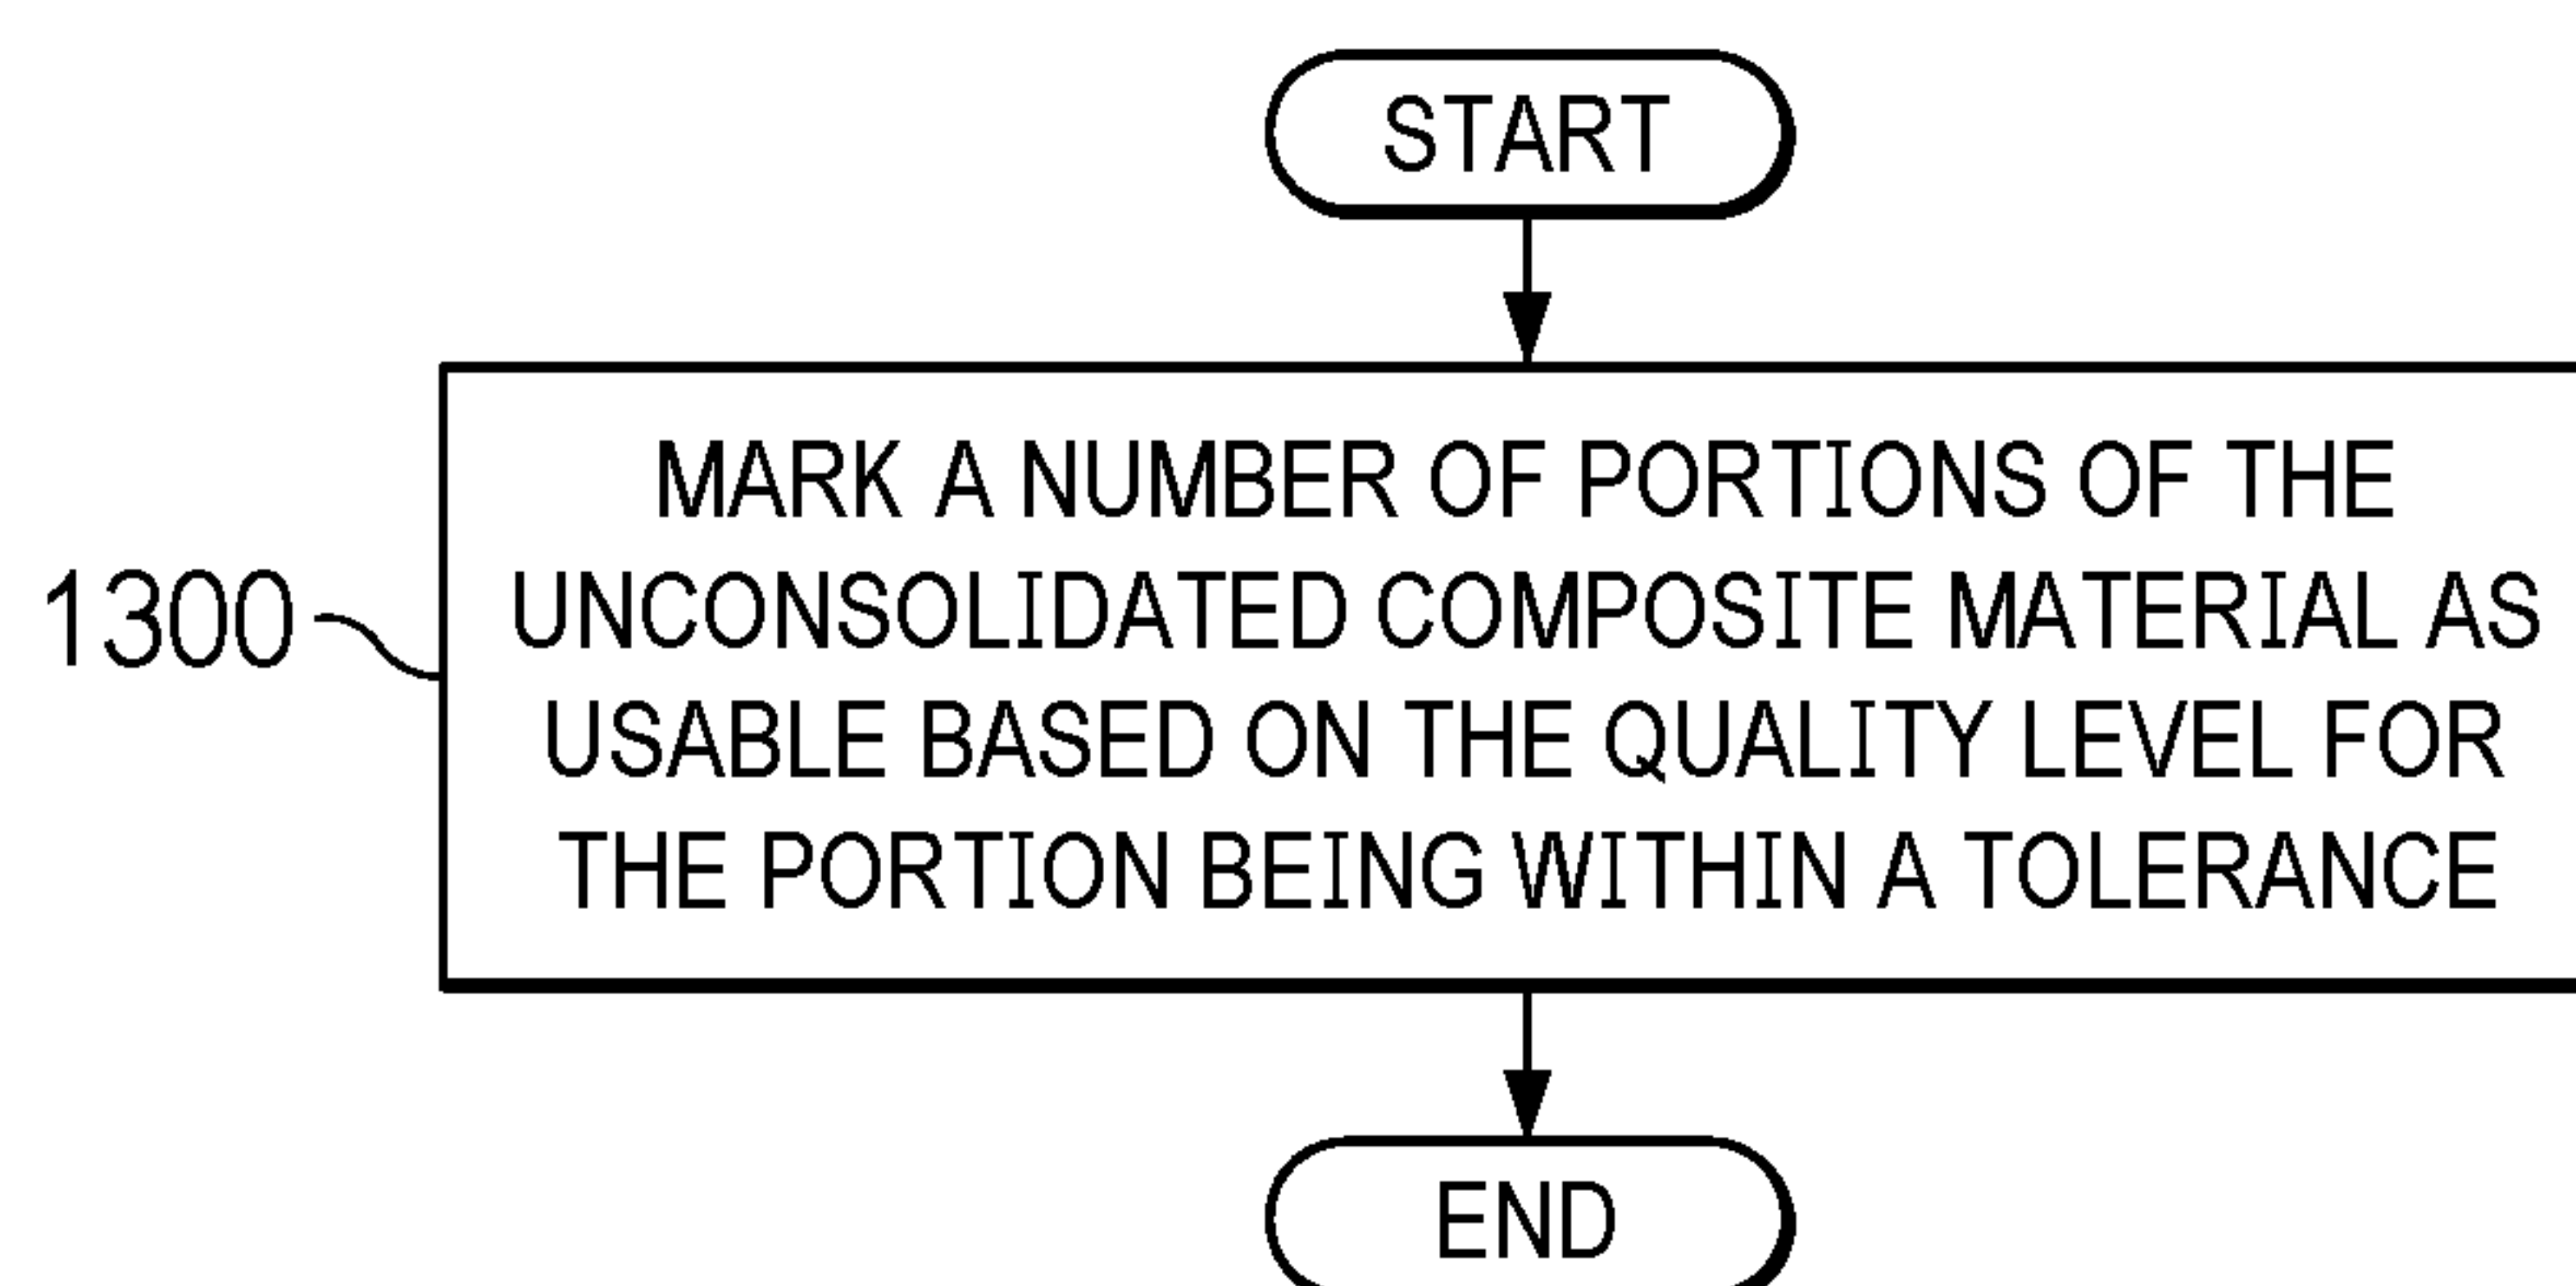 START
MARK A NUMBER OF PORTIONS OF THE
UNCONSOLIDATED COMPOSITE MATERIAL AS
1300
USABLE BASED ON THE QUALITY LEVEL FOR
THE PORTION BEING WITHIN A TOLERANCE
END